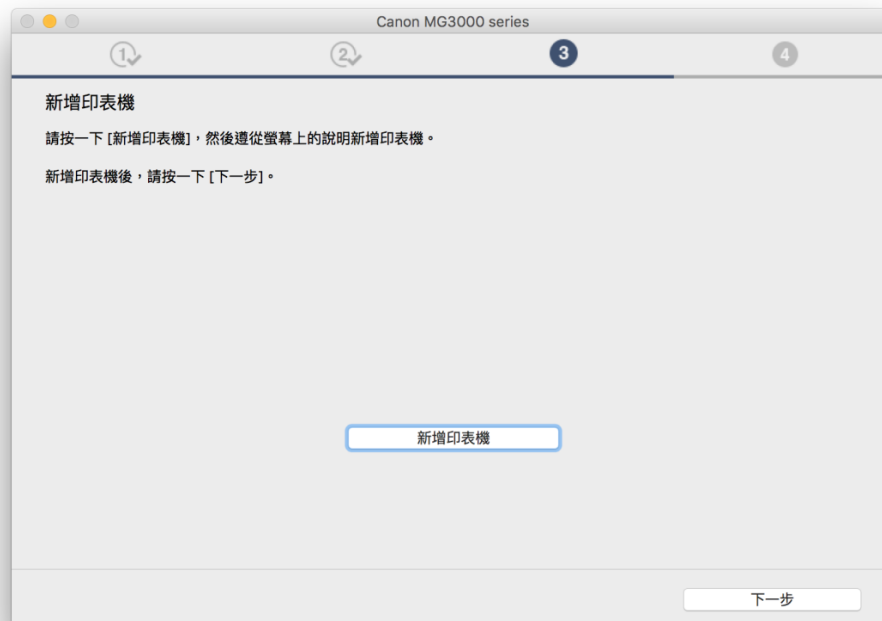 Canon MG3000 series
1
2
3
4
新增印表機
請按一下 [新增印表機],然後遵從螢幕上的說明新增印表機。
新增印表機後,請按一下 [下一步]。
新增印表機
下一步